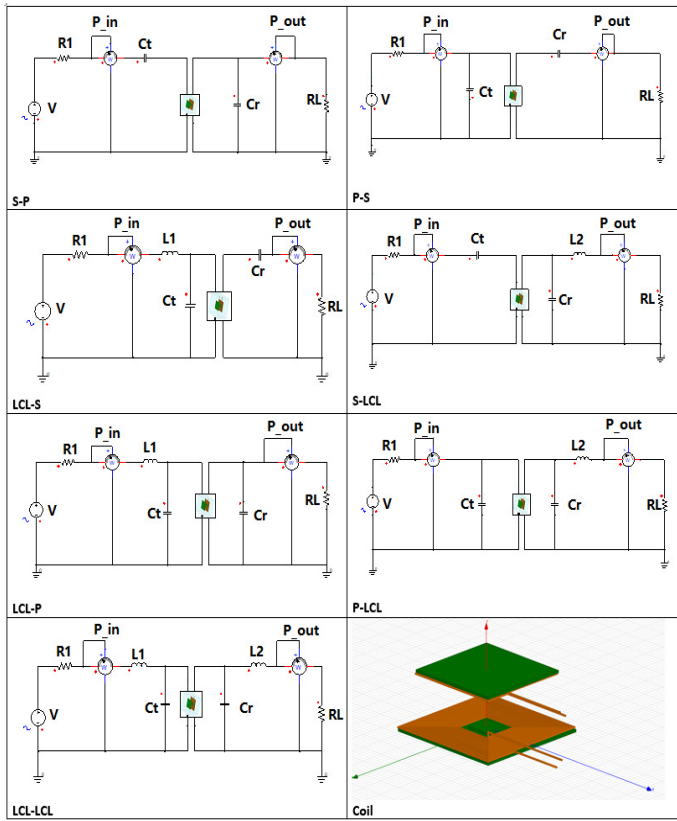 P_in
P_out
R1
Ct
W
W
V
Cr
RL
S-P
P_in
P_out
Cr
R1
W
W
V
Ct
RL
P-S
P_in
P_out
R1
L1
W
W
V
Ct
Cr
RL
LCL-S
P_in
Ct
P_out
R1
L2
W
W
V
Cr
RL
S-LCL
P_in
P_out
R1
L1
W
W
V
Ct
Cr
RL
LCL-P
P_in
P_out
R1
L2
W
W
V
Ct
Cr
RL
P-LCL
P_in
P_out
R1
L1
L2
W
W
V
Ct
Cr
RL
LCL-LCL
Coil